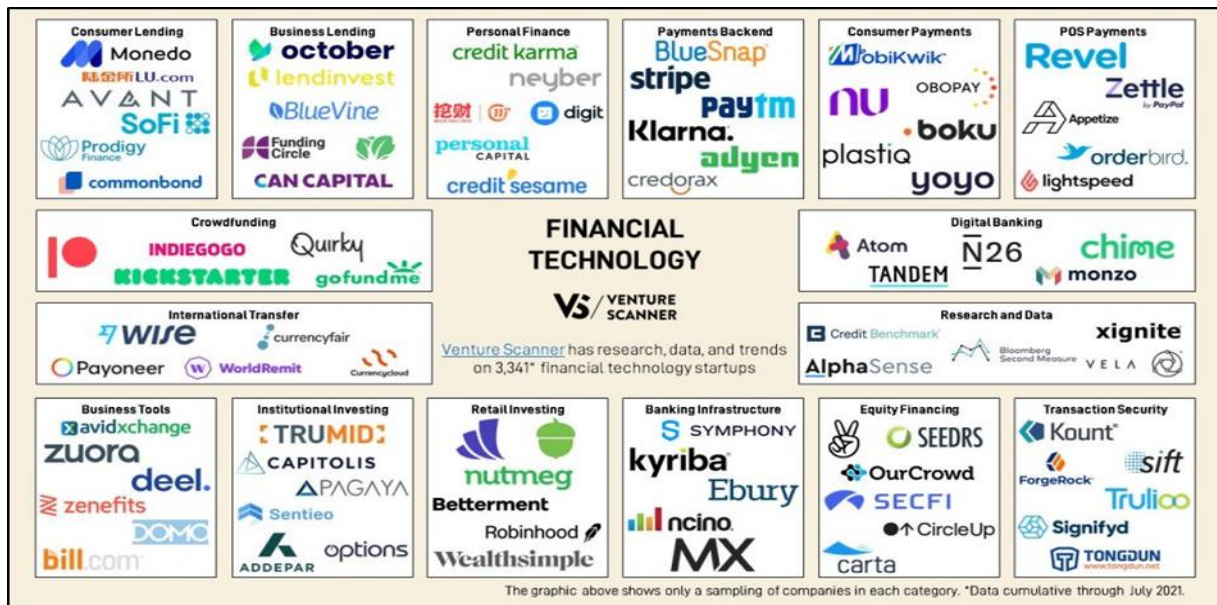 Consumer Lending
Monedo
陆金所LU.com
AVANT
SoFi
Prodigy
Finance
commonbond
Business Lending
october
lendinvest
BlueVine
Funding
Circle
CAN CAPITAL
Personal Finance
credit karma
neyber
挖财
digit
personal
CAPITAL
credit sesame
Payments Backend
BlueSnap
stripe
paytm
Klarna.
adyen
credorax
Consumer Payments
MobiKwik
nu
OBOPAY
boku
plastiq
yoyo
POS Payments
Revel
Zettle
by PayPal
Appetize
orderbird.
lightspeed
Crowdfunding
INDIEGOGO
Quirky
KICKSTARTER
gofundme
FINANCIAL
TECHNOLOGY
VS/VENTURE
SCANNER
Venture Scanner has research, data, and trends
on 3,341* financial technology startups
Digital Banking
Atom
N26
chime
TANDEM
monzo
International Transfer
WISE
currencyfair
Payoneer
WorldRemit
Currencycloud
Research and Data
Credit Benchmark
xignite
AlphaSense
Bloomberg
Second Measure
VELA
Business Tools
avidxchange
zuora
deel.
zenefits
DOMO
bill.com
Institutional Investing
TRUMID
CAPITOLIS
PAGAYA
Sentieo
ADDEPAR
options
Retail Investing
nutmeg
Betterment
Robinhood
Wealthsimple
Banking Infrastructure
SYMPHONY
kyriba
Ebury
ncino.
MX
Equity Financing
SEEDRS
OurCrowd
SECFI
CircleUp
carta
Transaction Security
Kount
ForgeRock
sift
Trulioo
Signifyd
TONGDUN
www.tongdun.net
The graphic above shows only a sampling of companies in each category. *Data cumulative through July 2021.